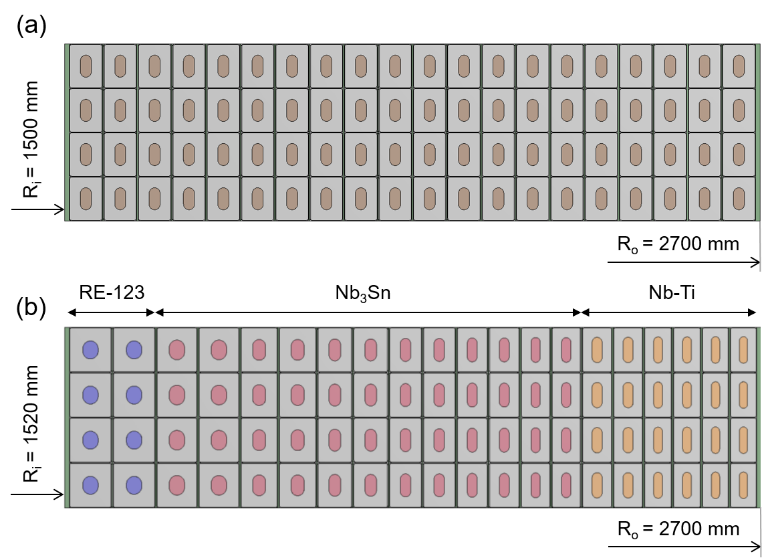 (a)
Rᵢ = 1500 mm
Rₒ = 2700 mm
(b)
RE-123
Nb₃Sn
Nb-Ti
Rᵢ = 1520 mm
Rₒ = 2700 mm